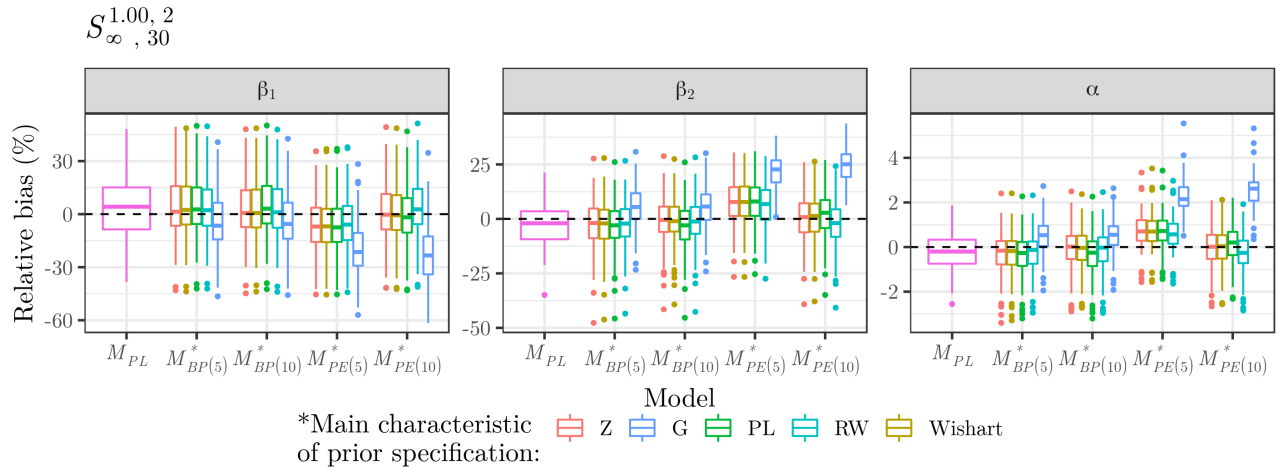 S_∞, 30^1.00, 2
β₁ β₂ α
Relative bias (%)
30
0
-30
-60
25
0
-25
-50
4
2
0
-2
M_PL M*_BP(5) M*_BP(10) M*_PE(5) M*_PE(10)
M_PL M*_BP(5) M*_BP(10) M*_PE(5) M*_PE(10)
M_PL M*_BP(5) M*_BP(10) M*_PE(5) M*_PE(10)
Model
*Main characteristic
of prior specification:
Z G PL RW Wishart